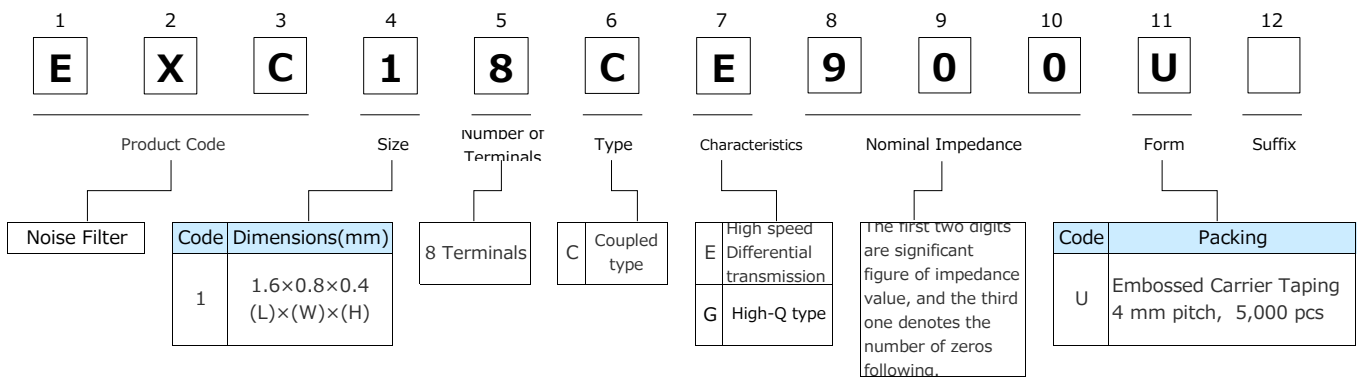 1 2 3 4 5 6 7 8 9 10 11 12
E X C 1 8 C E 9 0 0 U
Product Code Size Number of Terminals Type Characteristics Nominal Impedance Form Suffix
Noise Filter
Code Dimensions(mm)
1 1.6×0.8×0.4
(L)×(W)×(H)
8 Terminals
C Coupled
type
E High speed
Differential
transmission
G High-Q type
The first two digits
are significant
figure of impedance
value, and the third
one denotes the
number of zeros
following.
Code Packing
U Embossed Carrier Taping
4 mm pitch, 5,000 pcs